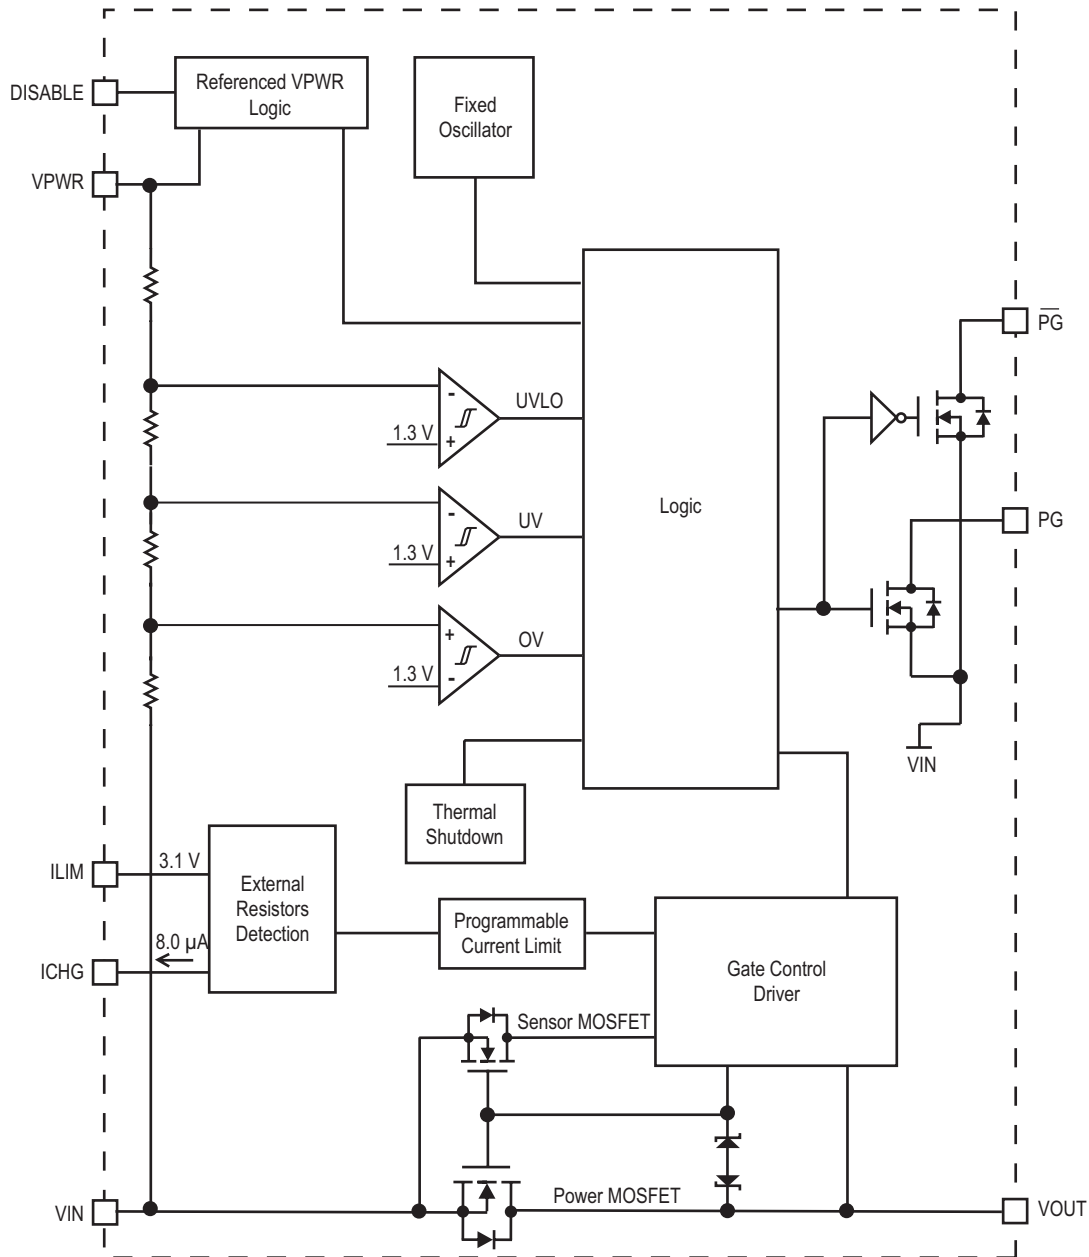 DISABLE
Referenced VPWR
Logic
Fixed
Oscillator
VPWR
P̅G̅
-
UVLO
1.3 V
+
-
UV
1.3 V
+
Logic
PG
+
OV
1.3 V
-
VIN
Thermal
Shutdown
ILIM
3.1 V
External
Resistors
Detection
8.0 µA
ICHG
Programmable
Current Limit
Gate Control
Driver
Sensor MOSFET
Power MOSFET
VIN
VOUT